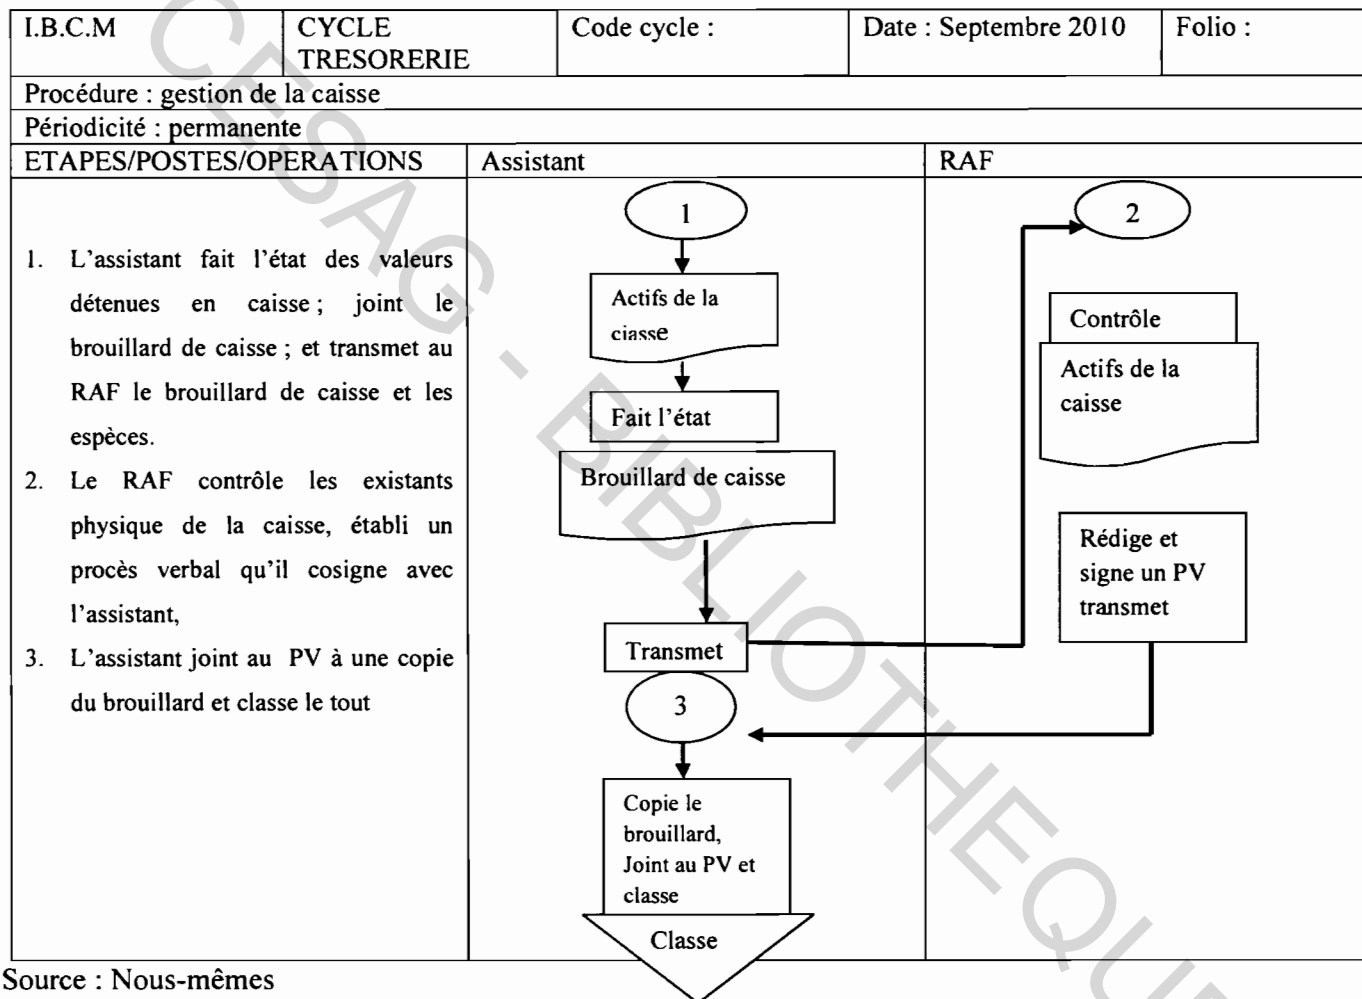 I.B.C.M
CYCLE
TRESORERIE
Code cycle :
Date : Septembre 2010
Folio :
Procédure : gestion de la caisse
Périodicité : permanente
ETAPES/POSTES/OPERATIONS
Assistant
RAF
1. L'assistant fait l'état des valeurs
détenues en caisse ; joint le
brouillard de caisse ; et transmet au
RAF le brouillard de caisse et les
espèces.
2. Le RAF contrôle les existants
physique de la caisse, établi un
procès verbal qu'il cosigne avec
l'assistant,
3. L'assistant joint au PV à une copie
du brouillard et classe le tout
1
Actifs de la
ciasse
Fait l'état
Brouillard de caisse
Transmet
3
Copie le
brouillard,
Joint au PV et
classe
Classe
2
Contrôle
Actifs de la
caisse
Rédige et
signe un PV
transmet
Source : Nous-mêmes
CESAG - BIBLIOTHEQUE